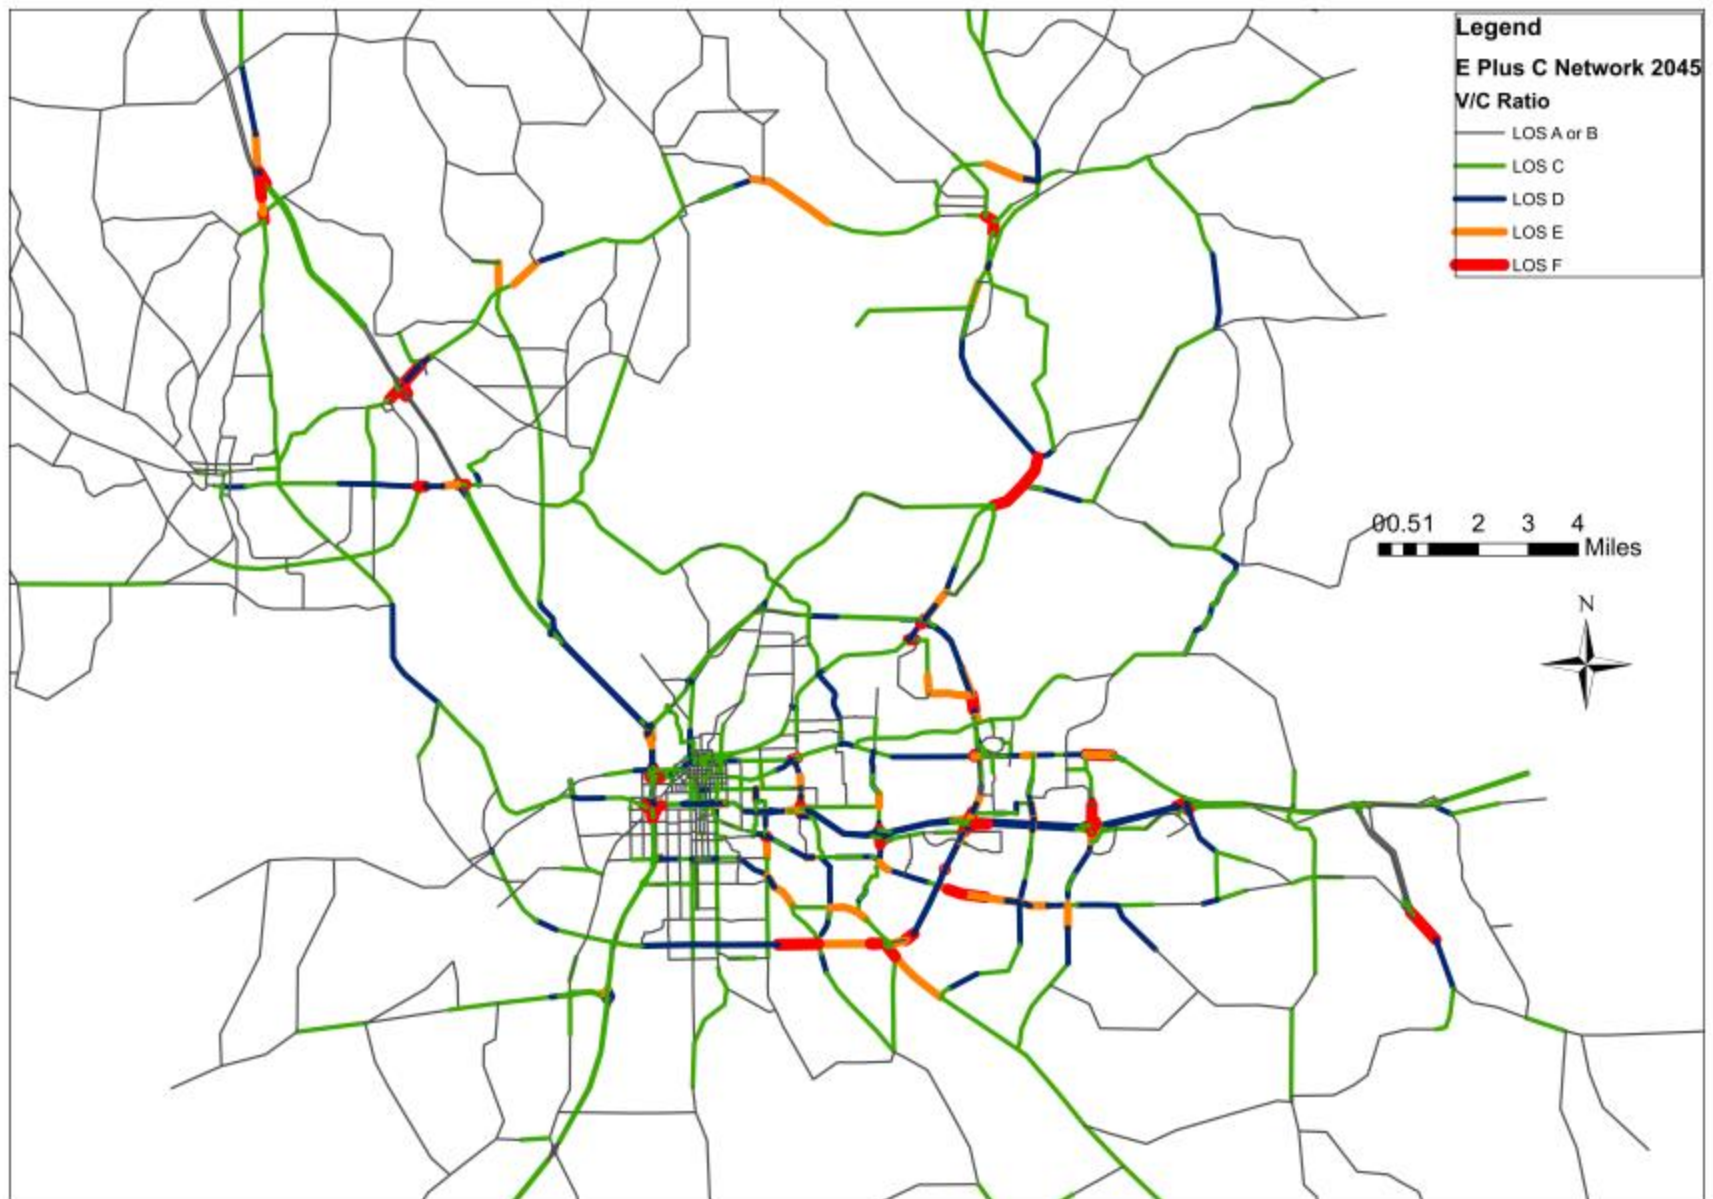 Legend
E Plus C Network 2045
V/C Ratio
LOS A or B
LOS C
LOS D
LOS E
LOS F
00.51 2 3 4
Miles
N